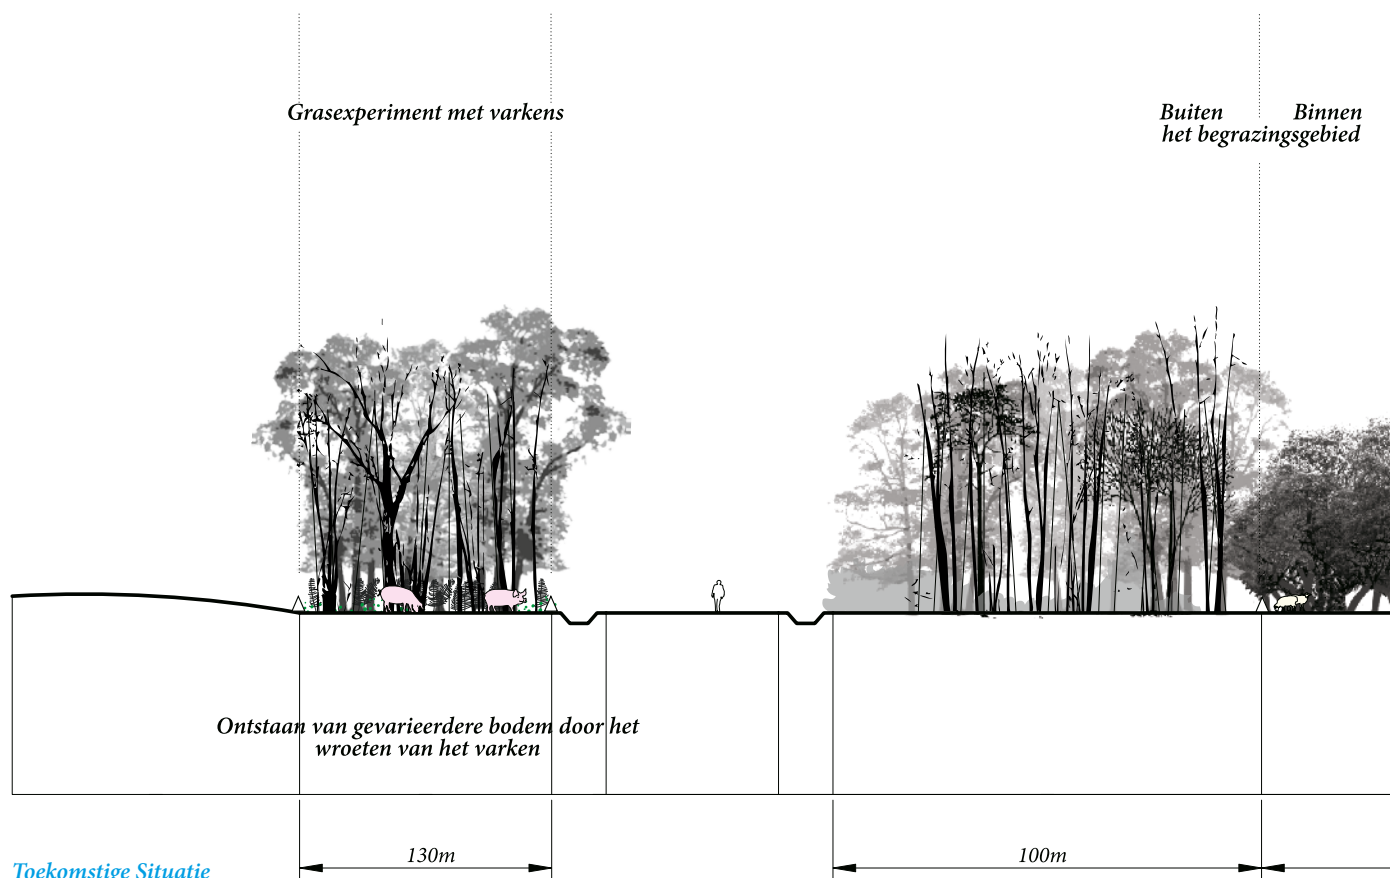 Grasexperiment met varkens
Buiten Binnen
het begrazingsgebied
Ontstaan van gevarieerdere bodem door het
wroeten van het varken
130m
100m
Toekomstige Situatie